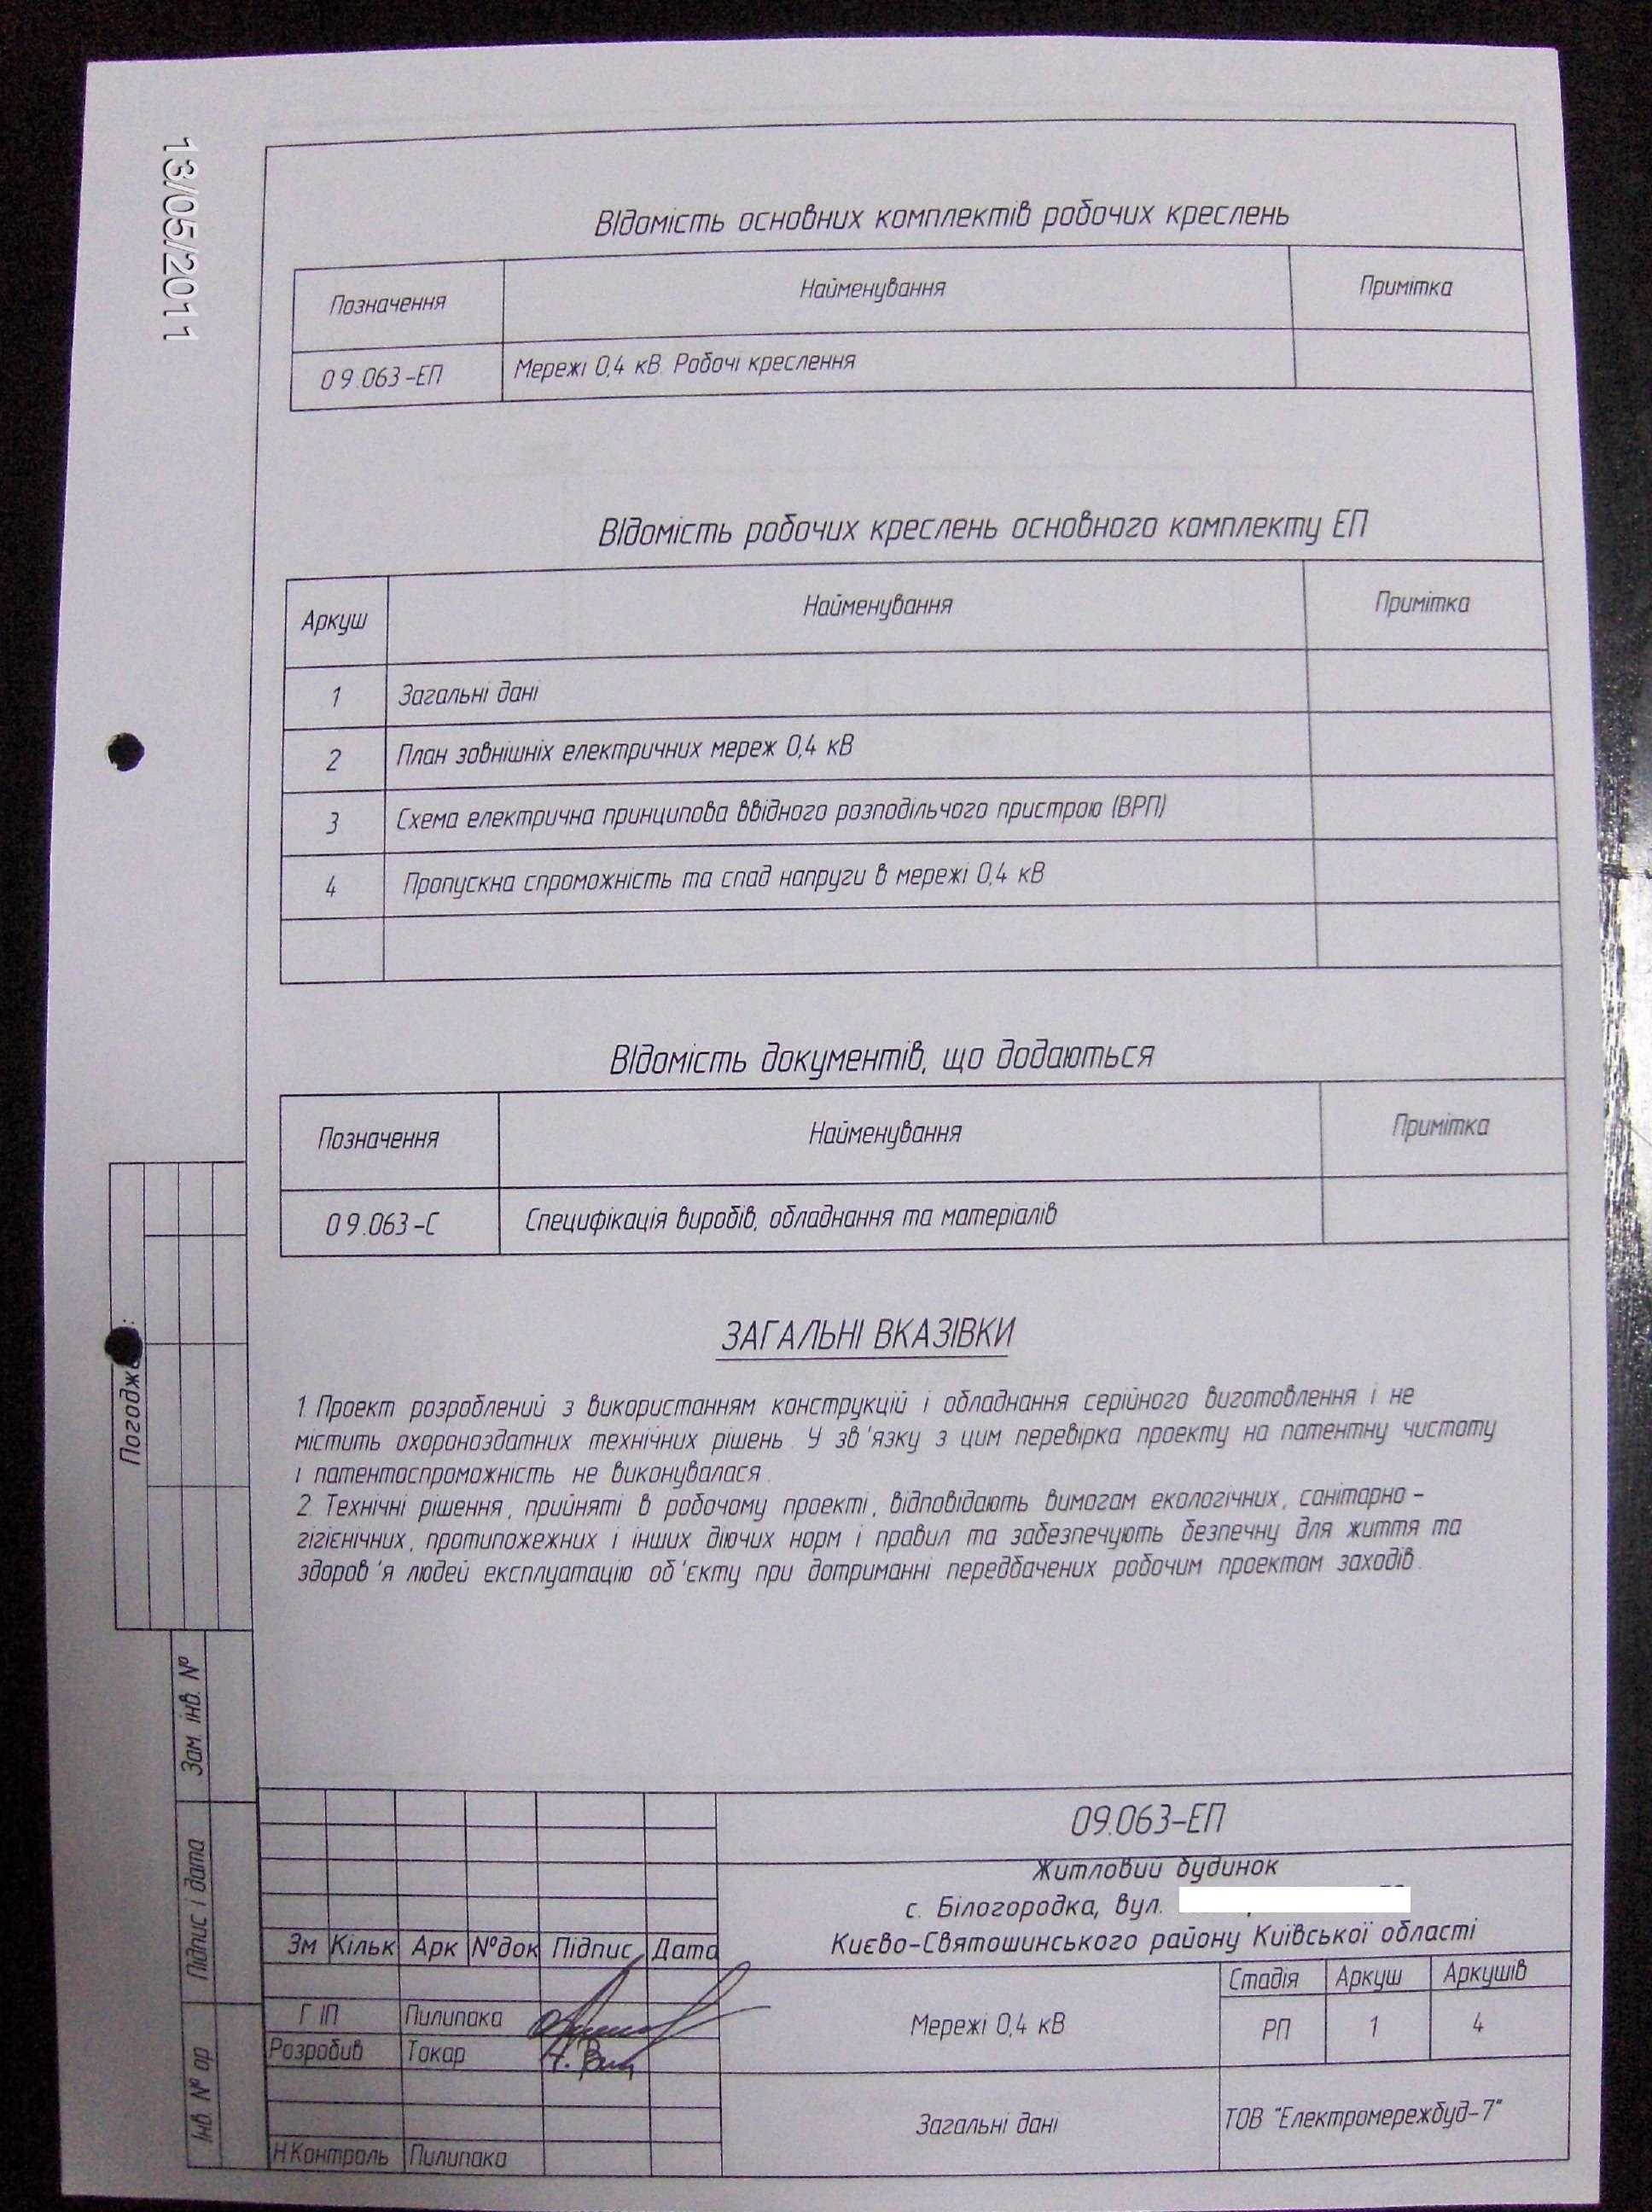 13/05/2011
ВІдомість основних комплектів робочих креслень
Позначення Найменування Примітка
09.063-ЕП Мережі 0,4 кВ. Робочі креслення
ВІдомість робочих креслень основного комплекту ЕП
Аркуш Найменування Примітка
1 Загальні дані
2 План зовнішніх електричних мереж 0,4 кВ
3 Схема електрична принципова ввідного розподільчого пристрою (ВРП)
4 Пропускна спроможність та спад напруги в мережі 0,4 кВ
ВІдомість документів, що додаються
Позначення Найменування Примітка
09.063-С Специфікація виробів, обладнання та матеріалів
ЗАГАЛЬНІ ВКАЗІВКИ
1. Проект розроблений з використанням конструкцій і обладнання серійного виготовлення і не
містить охороноздатних технічних рішень. У зв'язку з цим перевірка проекту на патентну чистоту
і патентоспроможність не виконувалася.
2. Технічні рішення, прийняті в робочому проекті, відповідають вимогам екологічних, санітарно-
гігієнічних, протипожежних і інших діючих норм і правил та забезпечують безпечну для життя та
здоров'я людей експлуатацію об'єкту при дотриманні передбачених робочим проектом заходів.
Зам. інв. №
Підпис і дата
Інв. № ор
09.063-ЕП
Житловий будинок
с. Білогородка, вул.
Києво-Святошинського району Київської області
Зм Кільк Арк №док Підпис Дата
Мережі 0,4 кВ
Стадія Аркуш Аркушів
РП 1 4
ГІП Пилипака
Розробив Токар
Загальні дані
ТОВ "Електромережбуд-7"
Н.Контроль Пилипака